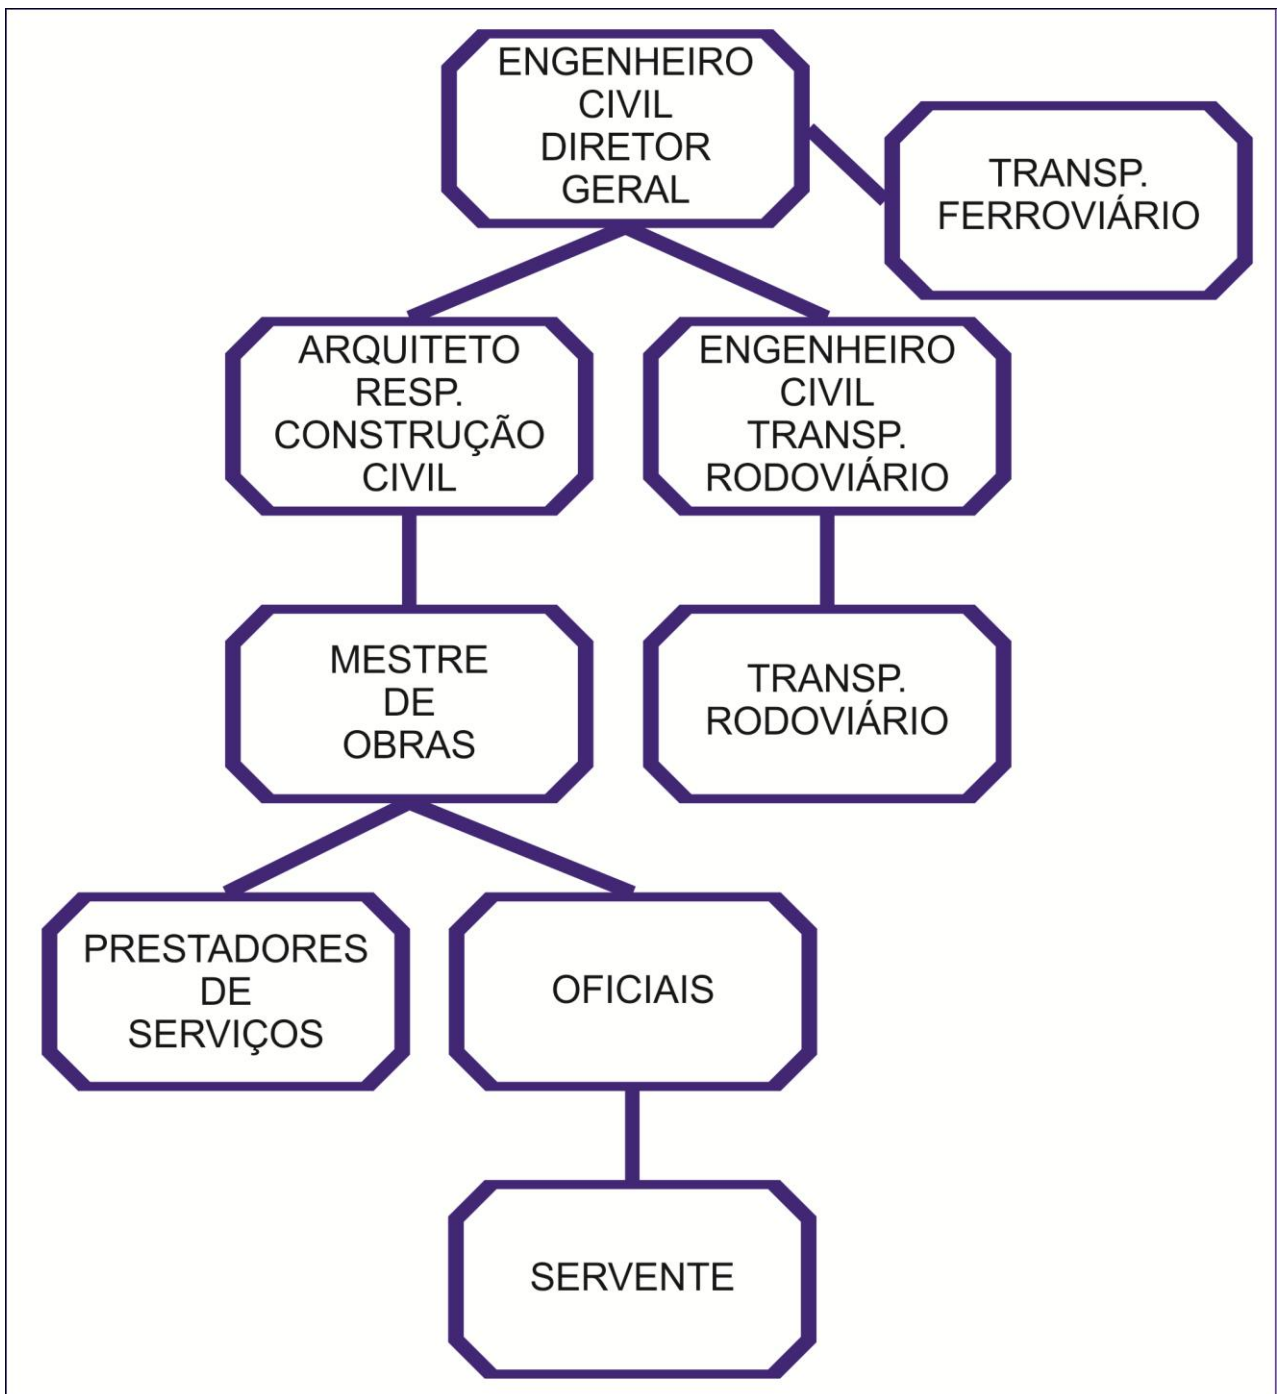 ENGENHEIRO
CIVIL
DIRETOR
GERAL
TRANSP.
FERROVIÁRIO
ARQUITETO
RESP.
CONSTRUÇÃO
CIVIL
ENGENHEIRO
CIVIL
TRANSP.
RODOVIÁRIO
MESTRE
DE
OBRAS
TRANSP.
RODOVIÁRIO
PRESTADORES
DE
SERVIÇOS
OFICIAIS
SERVENTE